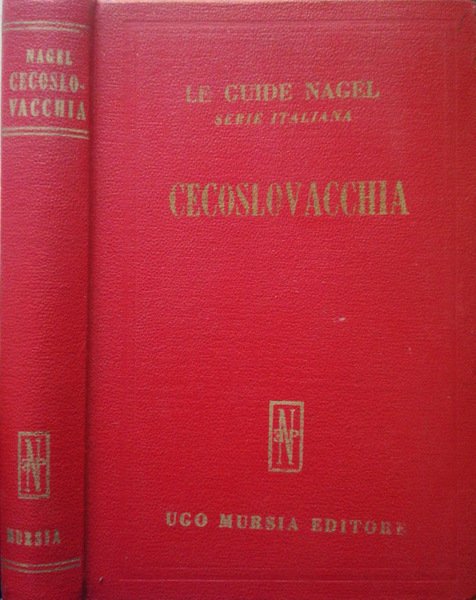 NAGEL
CECOSLO-
VACCHIA
N
MURSIA
LE GUIDE NAGEL
SERIE ITALIANA
CECOSLOVACCHIA
N
UGO MURSIA EDITORE